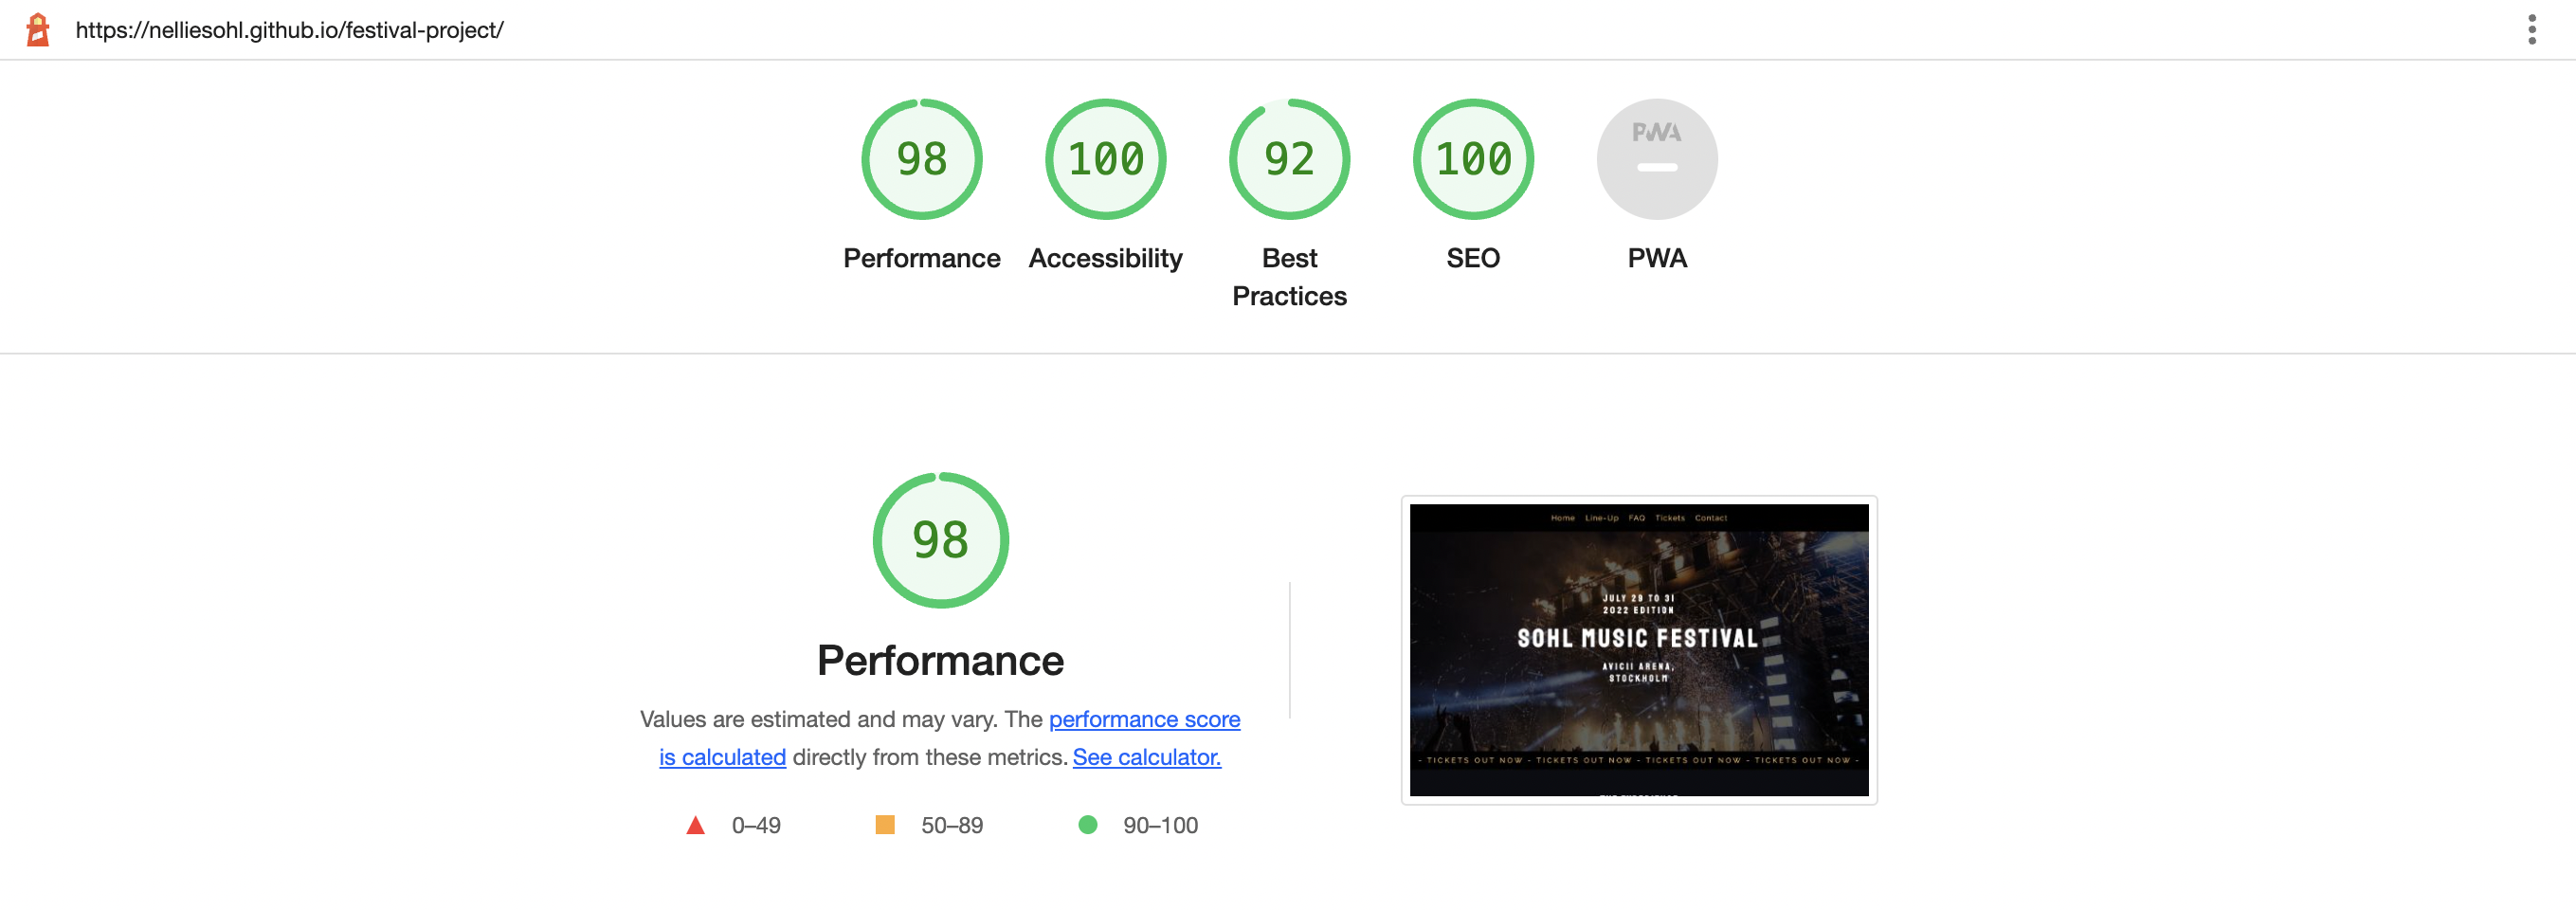 https://nelliesohl.github.io/festival-project/
98
100
92
100
PWA
Performance
Accessibility
Best
Practices
SEO
PWA
98
Performance
Values are estimated and may vary. The performance score
is calculated directly from these metrics. See calculator.
0–49
50–89
90–100
Home Line-Up FAQ Tickets Contact
JULY 29 TO 31
2022 EDITION
SOHL MUSIC FESTIVAL
AVICII ARENA,
STOCKHOLM
- TICKETS OUT NOW - TICKETS OUT NOW - TICKETS OUT NOW - TICKETS OUT NOW -